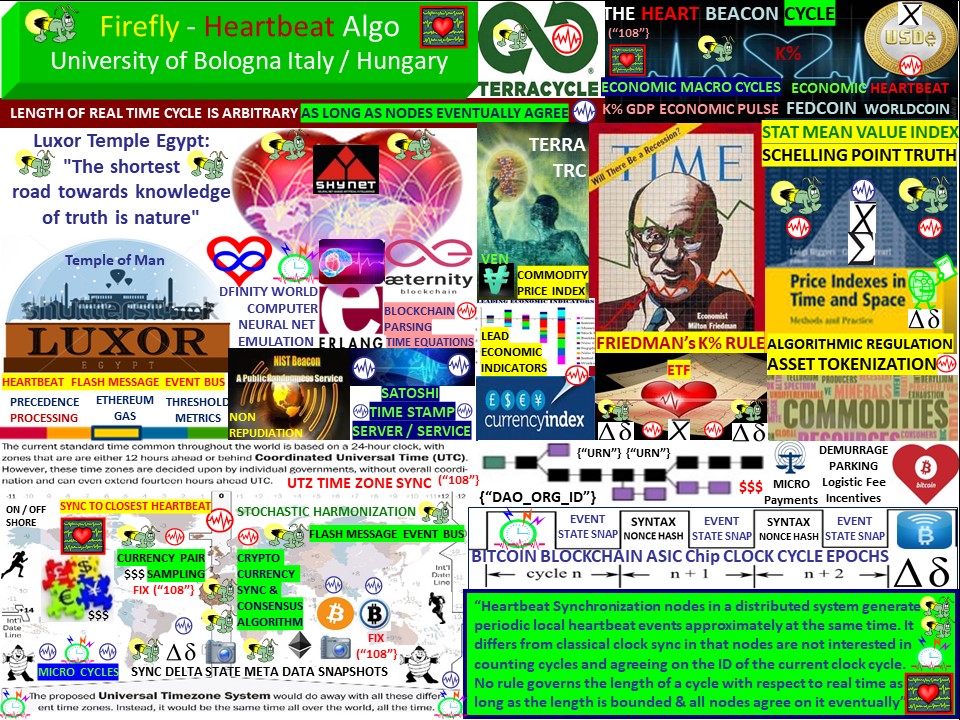 Firefly - Heartbeat Algo
University of Bologna Italy / Hungary
TERRACYCLE
®
THE HEART BEACON CYCLE
{“108”}
K%
X
USDē
ECONOMIC MACRO CYCLES
ECONOMIC HEARTBEAT
K% GDP ECONOMIC PULSE
FEDCOIN WORLDCOIN
LENGTH OF REAL TIME CYCLE IS ARBITRARY AS LONG AS NODES EVENTUALLY AGREE
Luxor Temple Egypt:
"The shortest
road towards knowledge
of truth is nature"
SHYNET
TERRA
TRC
Will There Be a Recession?
TIME
Economist
Milton Friedman
STAT MEAN VALUE INDEX
SCHELLING POINT TRUTH
X
Σ
Price Indexes in
Time and Space
Methods and Practice
Δδ
Temple of Man
LUXOR
EGYPT
DFINITY WORLD
COMPUTER
NEURAL NET
EMULATION
æternity
blockchain
ERLANG
BLOCKCHAIN
PARSING
TIME EQUATIONS
VEN
COMMODITY
PRICE INDEX
LEADING ECONOMIC INDICATORS
LEAD
ECONOMIC
INDICATORS
FRIEDMAN’s K% RULE
ALGORITHMIC REGULATION
ASSET TOKENIZATION
HEARTBEAT FLASH MESSAGE EVENT BUS
PRECEDENCE
PROCESSING
ETHEREUM
GAS
THRESHOLD
METRICS
NIST Beacon
A Public Randomness Service
NON
REPUDIATION
SATOSHI
TIME STAMP
SERVER / SERVICE
$ £ € ¥
currencyindex
ETF
Δδ
X
Δδ
COMMODITIES
RESOURCES
The current standard time common throughout the world is based on a 24-hour clock, with
zones that are are either 12 hours ahead or behind Coordinated Universal Time (UTC).
However, these time zones are decided upon by individual governments, without overall coordi-
nation and can even extend fourteen hours ahead UTC.
UTZ TIME ZONE SYNC {“108”}
{“URN”} {“URN”}
{“DAO_ORG_ID”}
$$$
MICRO
Payments
DEMURRAGE
PARKING
Logistic Fee
Incentives
bitcoin
ON / OFF
SHORE
SYNC TO CLOSEST HEARTBEAT
STOCHASTIC HARMONIZATION
FLASH MESSAGE EVENT BUS
CURRENCY PAIR
$$$ SAMPLING
FIX {“108”}
CRYPTO
CURRENCY
SYNC &
CONSENSUS
ALGORITHM
+14
Int'l
Date
Line
$$$
Δδ
FIX
{“108”}
MICRO CYCLES
SYNC DELTA STATE META DATA SNAPSHOTS
The proposed Universal Timezone System would do away with all these differ-
ent time zones. Instead, it would be the same time all over the world, all the time.
EVENT
STATE SNAP
SYNTAX
NONCE HASH
EVENT
STATE SNAP
SYNTAX
NONCE HASH
EVENT
STATE SNAP
BITCOIN BLOCKCHAIN ASIC Chip CLOCK CYCLE EPOCHS
cycle n
n + 1
n + 2
Δδ
“Heartbeat Synchronization nodes in a distributed system generate
periodic local heartbeat events approximately at the same time. It
differs from classical clock sync in that nodes are not interested in
counting cycles and agreeing on the ID of the current clock cycle.
No rule governs the length of a cycle with respect to real time as
long as the length is bounded & all nodes agree on it eventually”